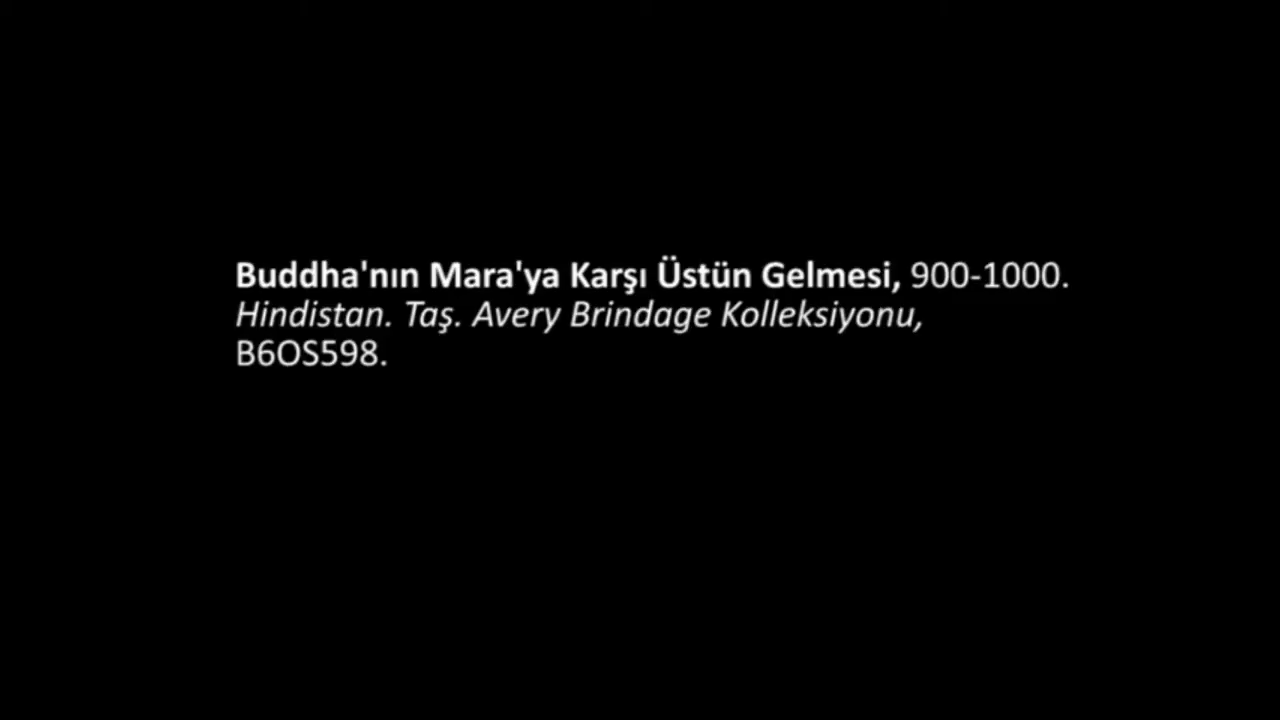 Buddha'nın Mara'ya Karşı Üstün Gelmesi, 900-1000.
Hindistan. Taş. Avery Brindage Kolleksiyonu,
B6OS598.